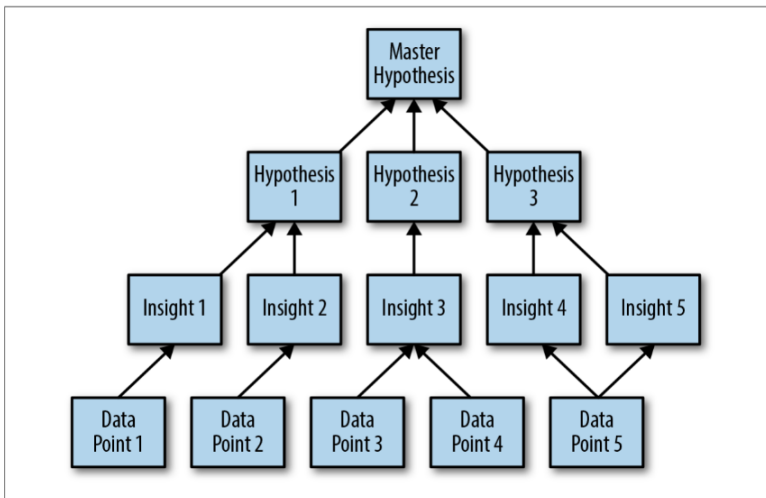 Master
Hypothesis
Hypothesis
1
Hypothesis
2
Hypothesis
3
Insight 1
Insight 2
Insight 3
Insight 4
Insight 5
Data
Point 1
Data
Point 2
Data
Point 3
Data
Point 4
Data
Point 5